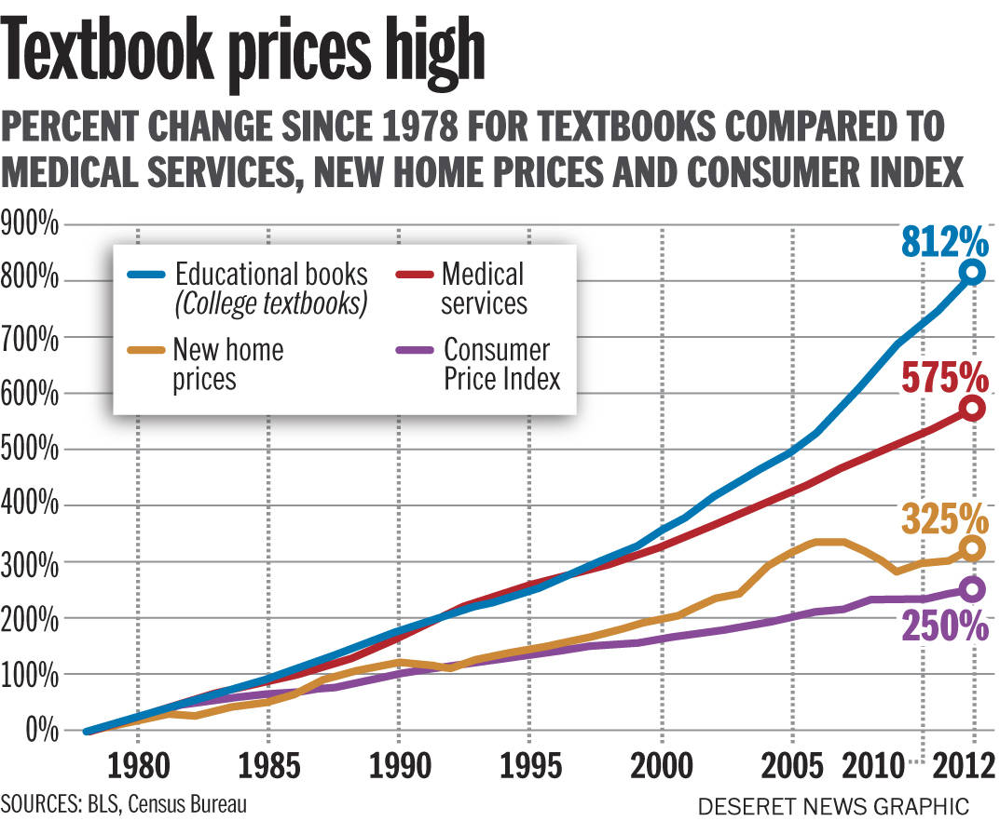 Textbook prices high
PERCENT CHANGE SINCE 1978 FOR TEXTBOOKS COMPARED TO
MEDICAL SERVICES, NEW HOME PRICES AND CONSUMER INDEX
900%
800%
700%
600%
500%
400%
300%
200%
100%
0%
Educational books
(College textbooks)
Medical
services
New home
prices
Consumer
Price Index
812%
575%
325%
250%
1980 1985 1990 1995 2000 2005 2010 2012
SOURCES: BLS, Census Bureau
DESERET NEWS GRAPHIC